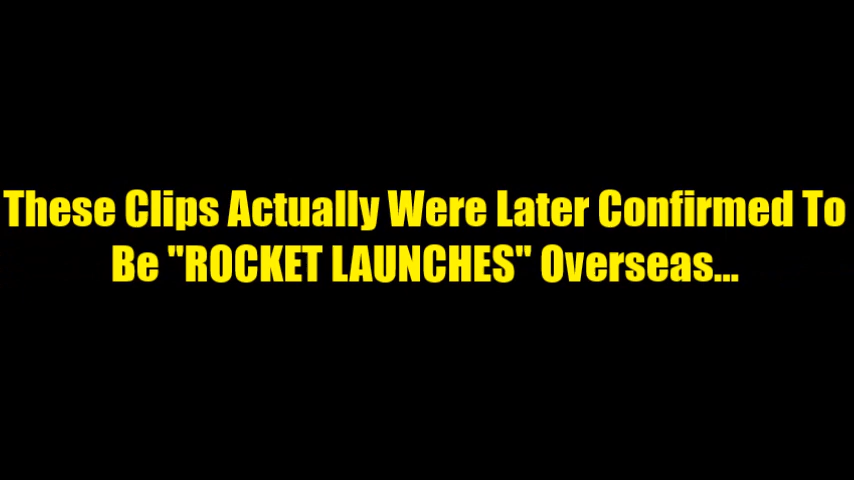 These Clips Actually Were Later Confirmed To
Be "ROCKET LAUNCHES" Overseas...